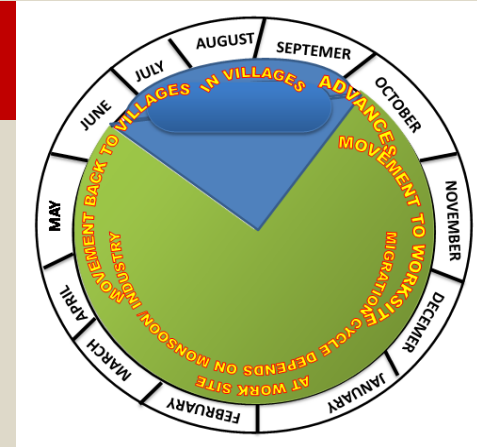 AUGUST
SEPTEMER
OCTOBER
NOVEMBER
DECEMER
JANUARY
FEBRUARY
MARCH
APRIL
MAY
JUNE
JULY
IN VILLAGES
ADVANCES
MOVEMENT TO WORKSITE
MIGRATION CYCLE DEPENDS ON MONSOON/ INDUSTRY
AT WORK SITE
MOVEMENT BACK TO VILLAGES